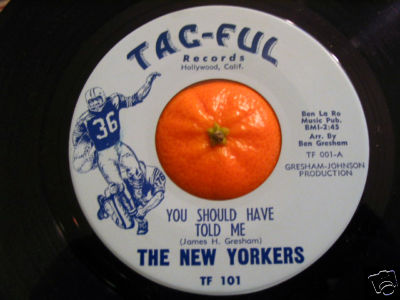 TAC-FUL
Records
Hollywood, Calif.
36
Ben La Ro
Music Pub.
BMI-2:45
Arr. By
Ben Gresham
TF 001-A
GRESHAM-JOHNSON
PRODUCTION
YOU SHOULD HAVE
TOLD ME
(James H. Gresham)
THE NEW YORKERS
TF 101
ebY